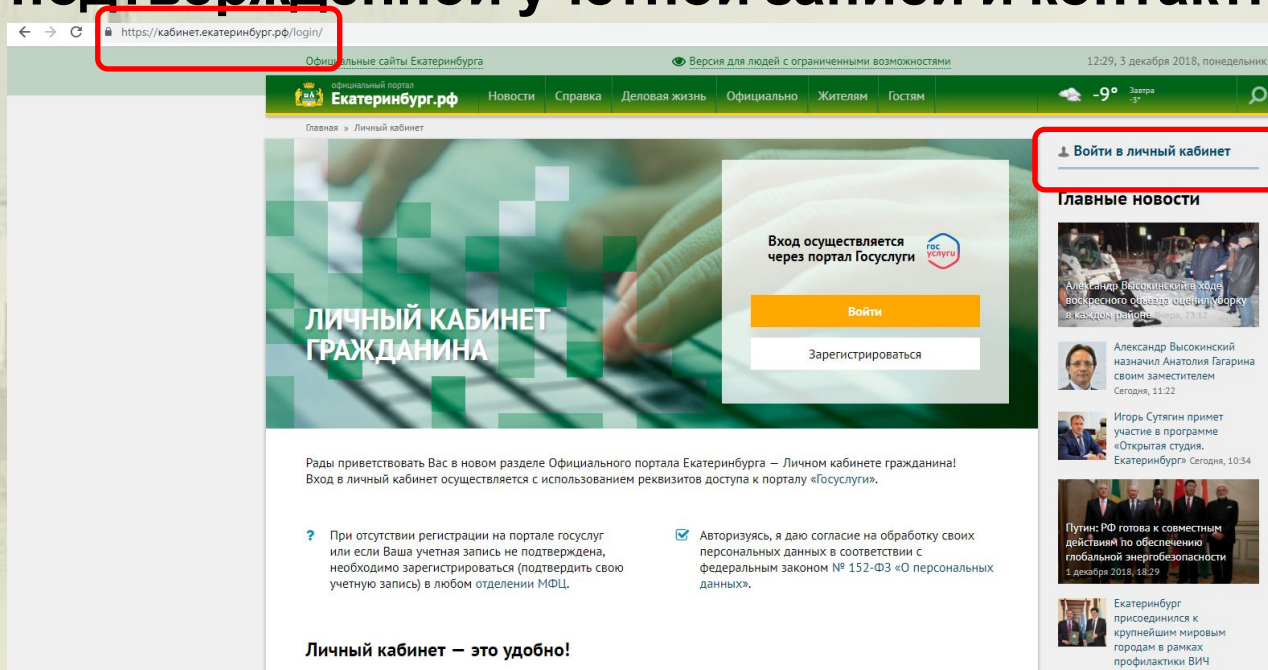 подтвержденной учетной записи и контакт
https://кабинет.екатеринбург.рф/login/
Официальные сайты Екатеринбурга
Версия для людей с ограниченными возможностями
12:29, 3 декабря 2018, понедельник
официальный портал
Екатеринбург.рф
Новости Справка Деловая жизнь Официально Жителям Гостям
-9° Завтра
-3°
Главная » Личный кабинет
Войти в личный кабинет
ЛИЧНЫЙ КАБИНЕТ
ГРАЖДАНИНА
Вход осуществляется
через портал Госуслуги
гос
услуги
Войти
Зарегистрироваться
Рады приветствовать Вас в новом разделе Официального портала Екатеринбурга — Личном кабинете гражданина!
Вход в личный кабинет осуществляется с использованием реквизитов доступа к порталу «Госуслуги».
? При отсутствии регистрации на портале госуслуг
или если Ваша учетная запись не подтверждена,
необходимо зарегистрироваться (подтвердить свою
учетную запись) в любом отделении МФЦ.
Авторизуясь, я даю согласие на обработку своих
персональных данных в соответствии с
федеральным законом № 152-ФЗ «О персональных
данных».
Личный кабинет — это удобно!
Главные новости
Александр Высокинский в ходе
воскресного объезда оценил уборку
в каждом районе Вчера, 23:12
Александр Высокинский
назначил Анатолия Гагарина
своим заместителем
Сегодня, 11:22
Игорь Сутягин примет
участие в программе
«Открытая студия.
Екатеринбург» Сегодня, 10:34
Путин: РФ готова к совместным
действиям по обеспечению
глобальной энергобезопасности
1 декабря 2018, 18:29
Екатеринбург
присоединился к
крупнейшим мировым
городам в рамках
профилактики ВИЧ